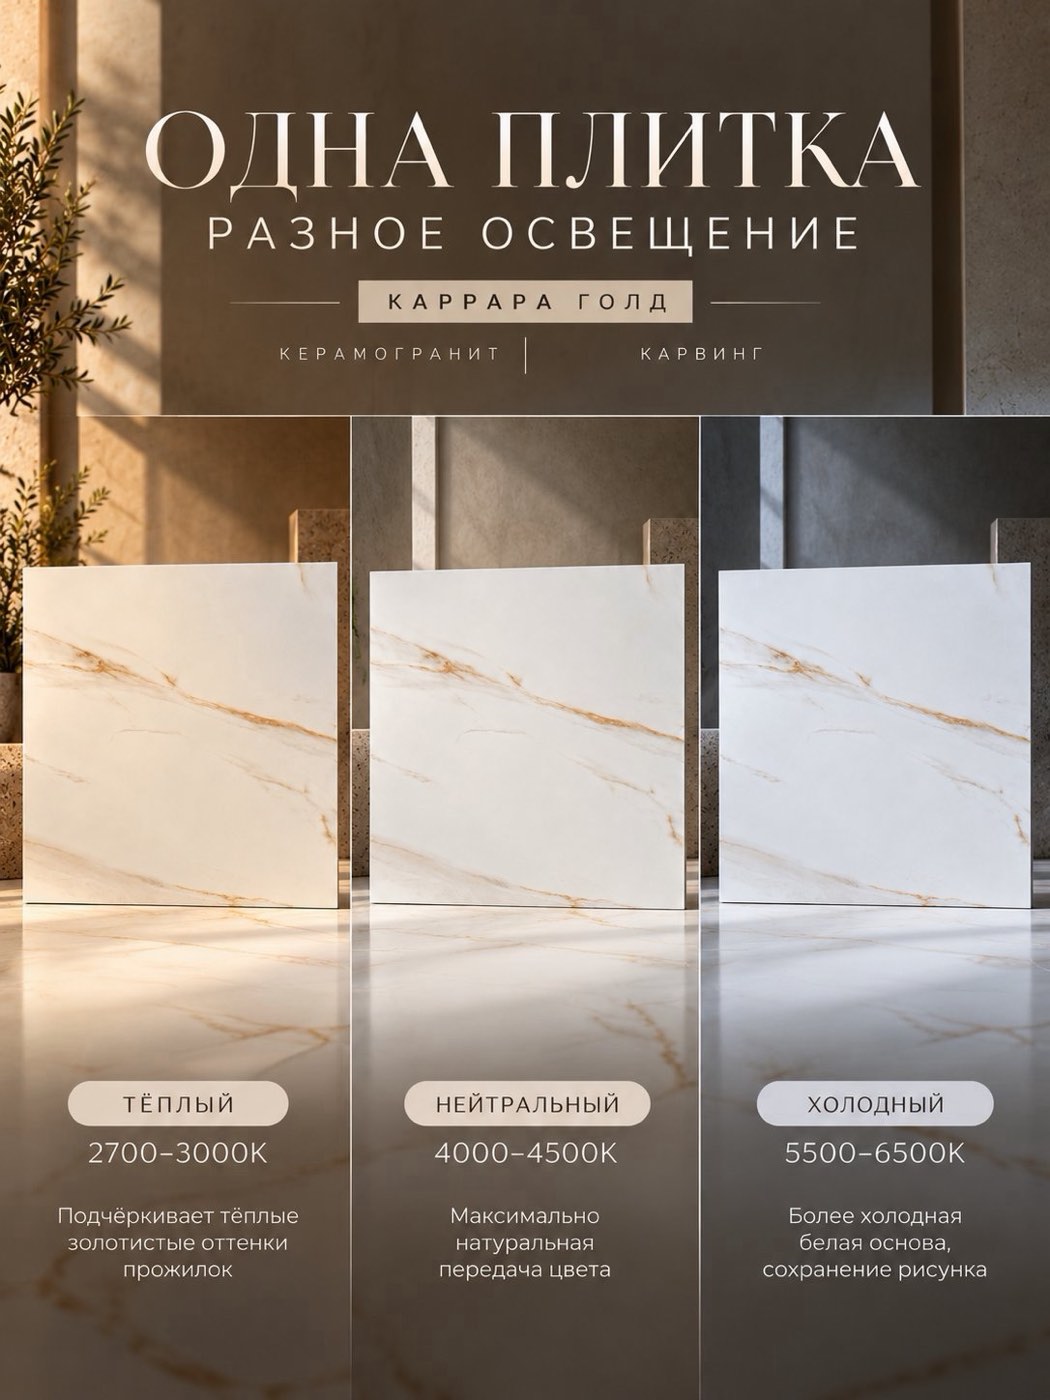 ОДНА ПЛИТКА
РАЗНОЕ ОСВЕЩЕНИЕ
КАРРАРА ГОЛД
КЕРАМОГРАНИТ | КАРВИНГ
ТЁПЛЫЙ
2700–3000K
Подчёркивает тёплые
золотистые оттенки
прожилок
НЕЙТРАЛЬНЫЙ
4000–4500K
Максимально
натуральная
передача цвета
ХОЛОДНЫЙ
5500–6500K
Более холодная
белая основа,
сохранение рисунка